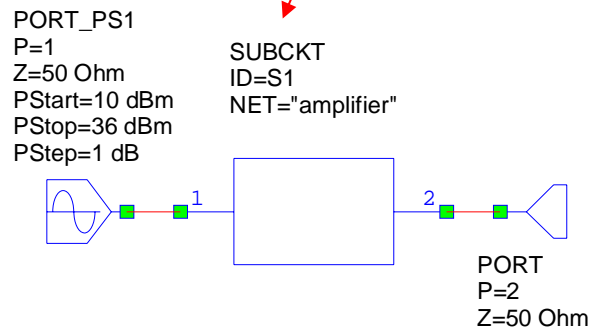 PORT_PS1
P=1
Z=50 Ohm
PStart=10 dBm
PStop=36 dBm
PStep=1 dB
SUBCKT
ID=S1
NET="amplifier"
1
2
PORT
P=2
Z=50 Ohm